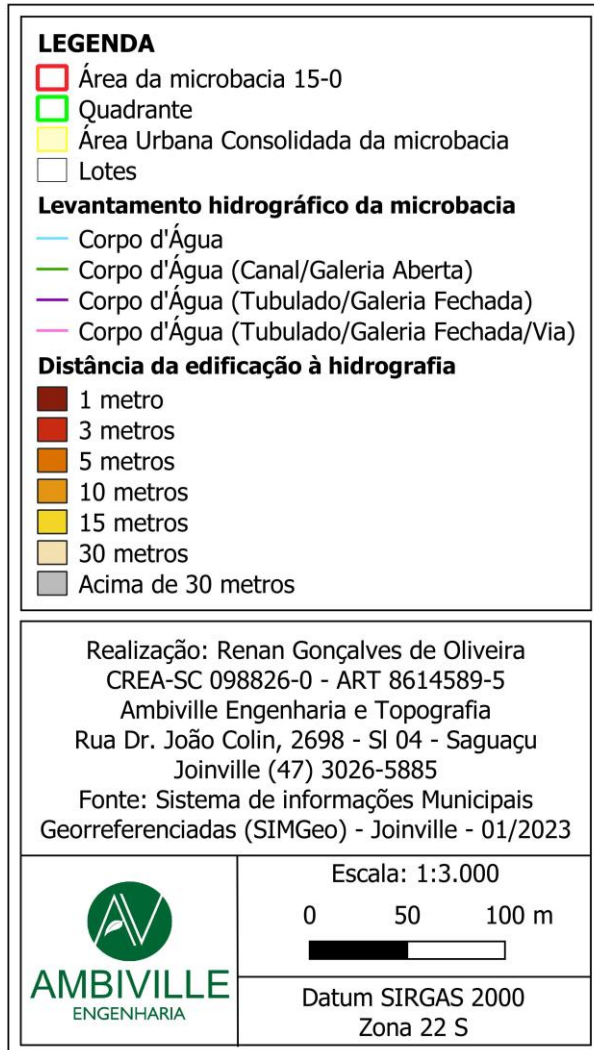 LEGENDA
Área da microbacia 15-0
Quadrante
Área Urbana Consolidada da microbacia
Lotes
Levantamento hidrográfico da microbacia
Corpo d'Água
Corpo d'Água (Canal/Galeria Aberta)
Corpo d'Água (Tubulado/Galeria Fechada)
Corpo d'Água (Tubulado/Galeria Fechada/Via)
Distância da edificação à hidrografia
1 metro
3 metros
5 metros
10 metros
15 metros
30 metros
Acima de 30 metros
Realização: Renan Gonçalves de Oliveira
CREA-SC 098826-0 - ART 8614589-5
Ambiville Engenharia e Topografia
Rua Dr. João Colin, 2698 - Sl 04 - Saguaçu
Joinville (47) 3026-5885
Fonte: Sistema de informações Municipais
Georreferenciadas (SIMGeo) - Joinville - 01/2023
AMBIVILLE
ENGENHARIA
Escala: 1:3.000
0 50 100 m
Datum SIRGAS 2000
Zona 22 S